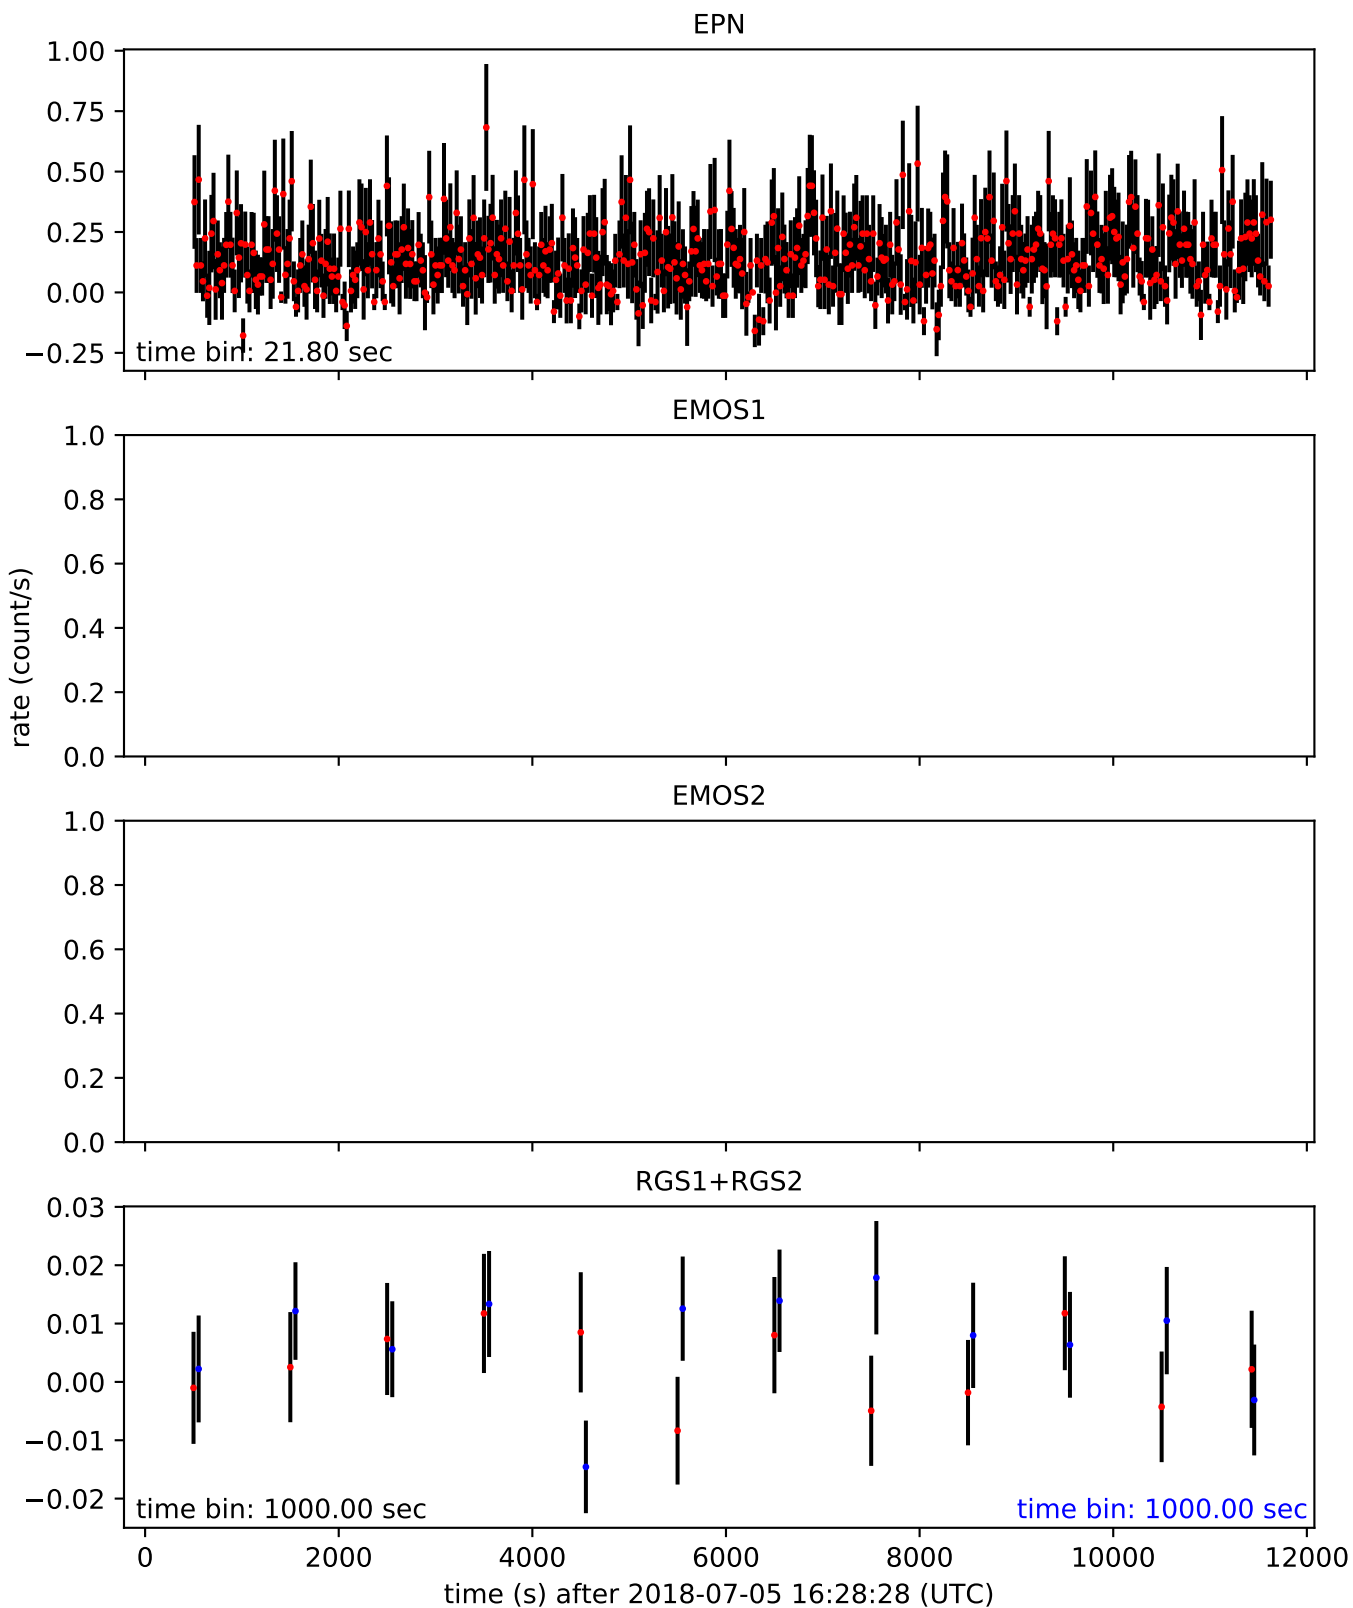 EPN
1.00
0.75
0.50
0.25
0.00
−0.25
time bin: 21.80 sec
EMOS1
1.0
0.8
0.6
0.4
0.2
0.0
rate (count/s)
EMOS2
1.0
0.8
0.6
0.4
0.2
0.0
RGS1+RGS2
0.03
0.02
0.01
0.00
−0.01
−0.02
time bin: 1000.00 sec
time bin: 1000.00 sec
0 2000 4000 6000 8000 10000 12000
time (s) after 2018-07-05 16:28:28 (UTC)